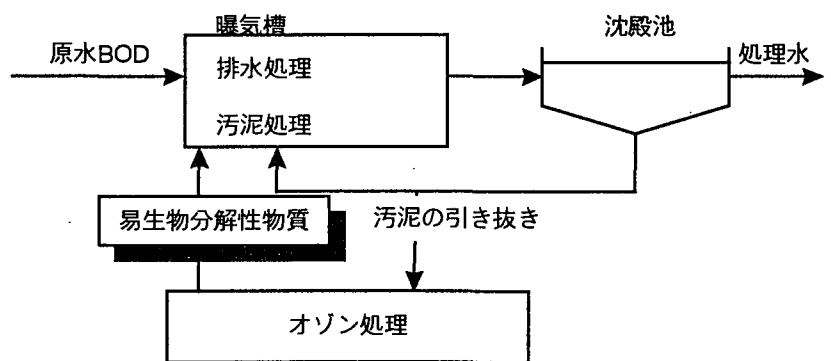 曝気槽
沈殿池
原水BOD
処理水
排水処理
汚泥処理
易生物分解性物質
汚泥の引き抜き
オゾン処理